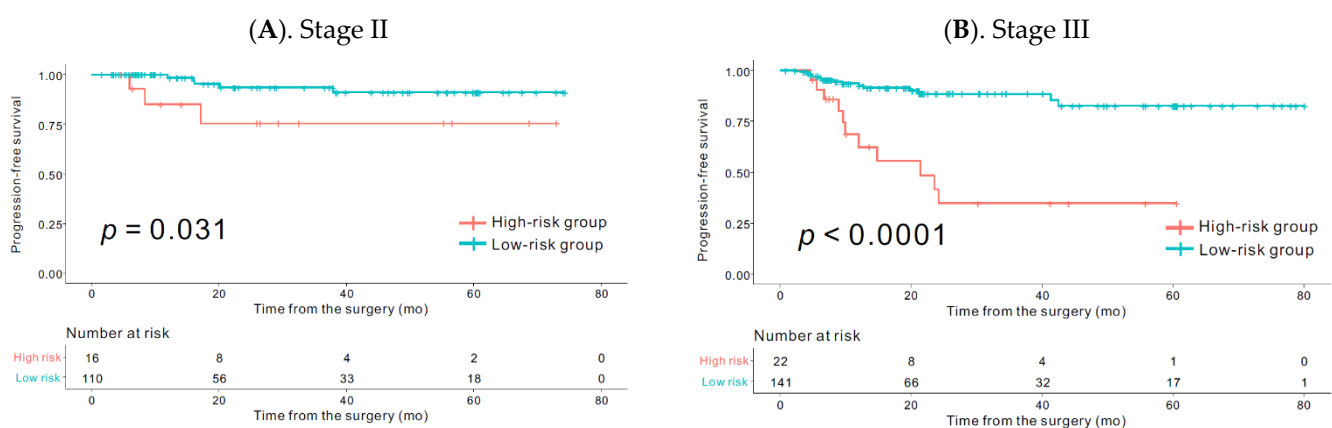 (A). Stage II
1.00
0.75
0.50
0.25
0.00
Progression-free survival
p = 0.031
High-risk group
Low-risk group
0 20 40 60 80
Time from the surgery (mo)
Number at risk
High risk 16 8 4 2 0
Low risk 110 56 33 18 0
0 20 40 60 80
Time from the surgery (mo)
(B). Stage III
1.00
0.75
0.50
0.25
0.00
Progression-free survival
p < 0.0001
High-risk group
Low-risk group
0 20 40 60 80
Time from the surgery (mo)
Number at risk
High risk 22 8 4 1 0
Low risk 141 66 32 17 1
0 20 40 60 80
Time from the surgery (mo)